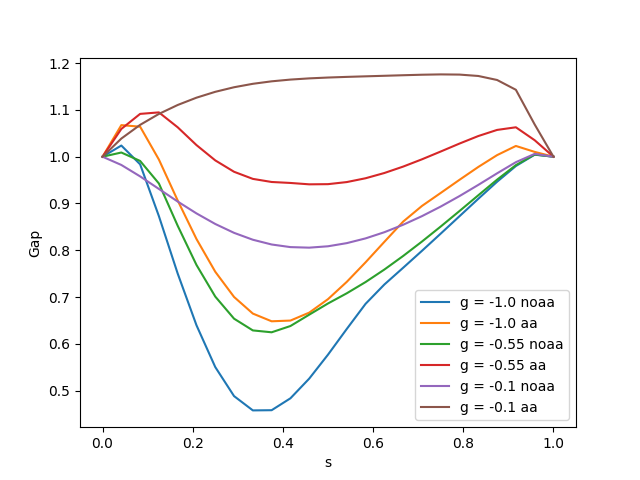 1.2
1.1
1.0
0.9
0.8
0.7
0.6
0.5
Gap
0.0
0.2
0.4
0.6
0.8
1.0
s
g = -1.0 noaa
g = -1.0 aa
g = -0.55 noaa
g = -0.55 aa
g = -0.1 noaa
g = -0.1 aa